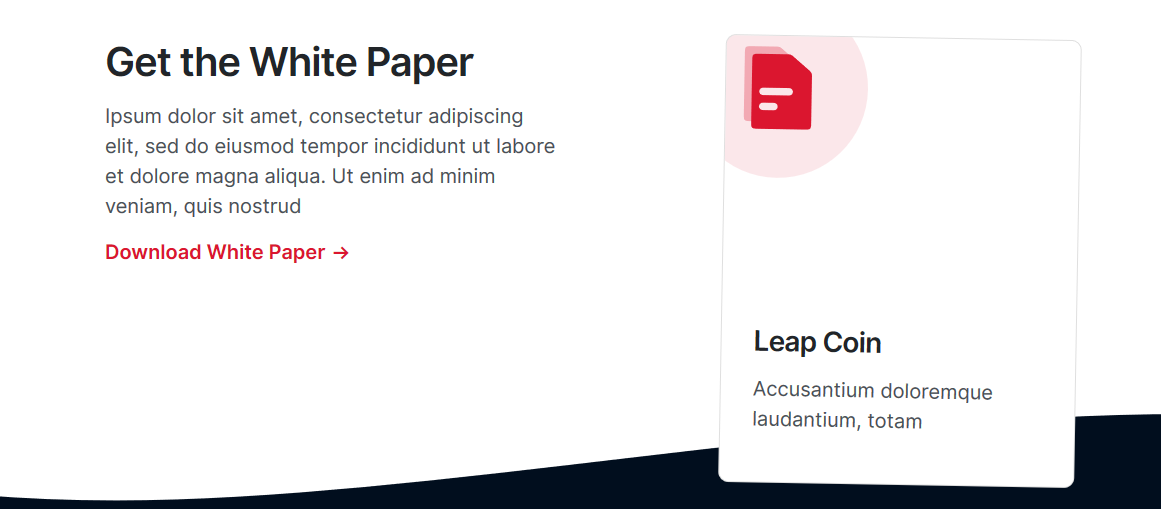 Get the White Paper
Ipsum dolor sit amet, consectetur adipiscing
elit, sed do eiusmod tempor incididunt ut labore
et dolore magna aliqua. Ut enim ad minim
veniam, quis nostrud
Download White Paper →
Leap Coin
Accusantium doloremque
laudantium, totam